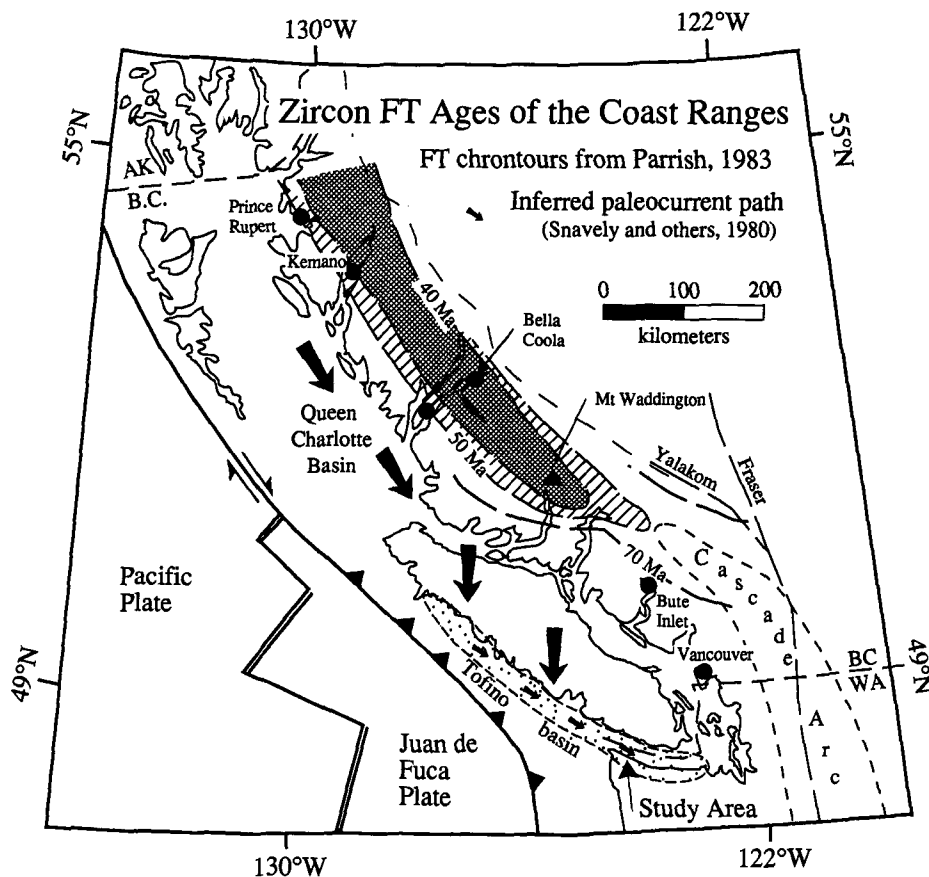 130°W
122°W
Zircon FT Ages of the Coast Ranges
FT chrontours from Parrish, 1983
Inferred paleocurrent path
(Snavely and others, 1980)
55°N
55°N
AK
B.C.
Prince
Rupert
Kemano
40 Ma
0 100 200
kilometers
Bella
Coola
Mt Waddington
Queen
Charlotte
Basin
50 Ma
Yalakom
Fraser
Pacific
Plate
70 Ma
Cascade
Arc
Bute
Inlet
Vancouver
BC
WA
49°N
49°N
Tofino
basin
Juan de
Fuca
Plate
Study Area
130°W
122°W